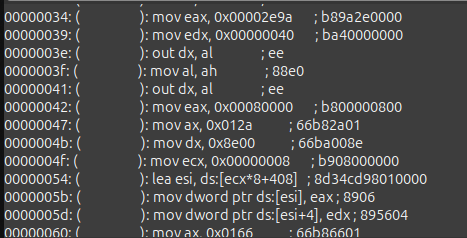 00000034: ( ): mov eax, 0x00002e9a ; b89a2e0000
00000039: ( ): mov edx, 0x00000040 ; ba40000000
0000003e: ( ): out dx, al ; ee
0000003f: ( ): mov al, ah ; 88e0
00000041: ( ): out dx, al ; ee
00000042: ( ): mov eax, 0x00080000 ; b800000800
00000047: ( ): mov ax, 0x012a ; 66b82a01
0000004b: ( ): mov dx, 0x8e00 ; 66ba008e
0000004f: ( ): mov ecx, 0x00000008 ; b908000000
00000054: ( ): lea esi, ds:[ecx*8+408] ; 8d34cd98010000
0000005b: ( ): mov dword ptr ds:[esi], eax ; 8906
0000005d: ( ): mov dword ptr ds:[esi+4], edx ; 895604
00000060: ( ): mov ax, 0x0166 ; 66b86601